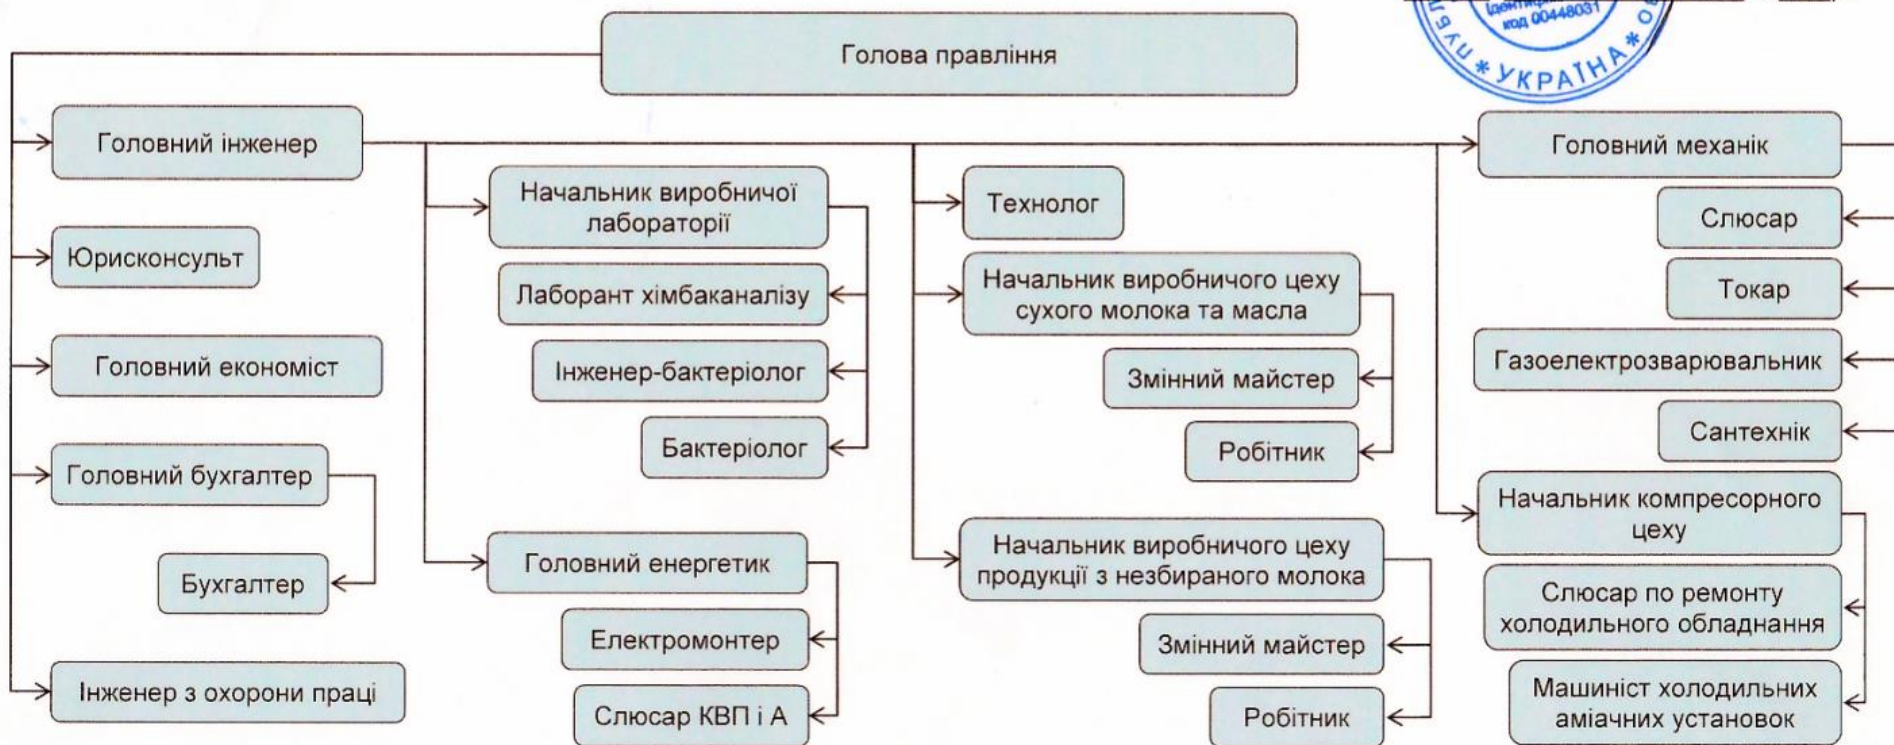 Голова правління
Ідентифікаційний
код 00448031
* УКРАЇНА *
Головний інженер
Юрисконсульт
Головний економіст
Головний бухгалтер
Бухгалтер
Інженер з охорони праці
Начальник виробничої
лабораторії
Лаборант хімбаканалізу
Інженер-бактеріолог
Бактеріолог
Головний енергетик
Електромонтер
Слюсар КВП і А
Технолог
Начальник виробничого цеху
сухого молока та масла
Змінний майстер
Робітник
Начальник виробничого цеху
продукції з незбираного молока
Змінний майстер
Робітник
Головний механік
Слюсар
Токар
Газоелектрозварювальник
Сантехнік
Начальник компресорного
цеху
Слюсар по ремонту
холодильного обладнання
Машиніст холодильних
аміачних установок